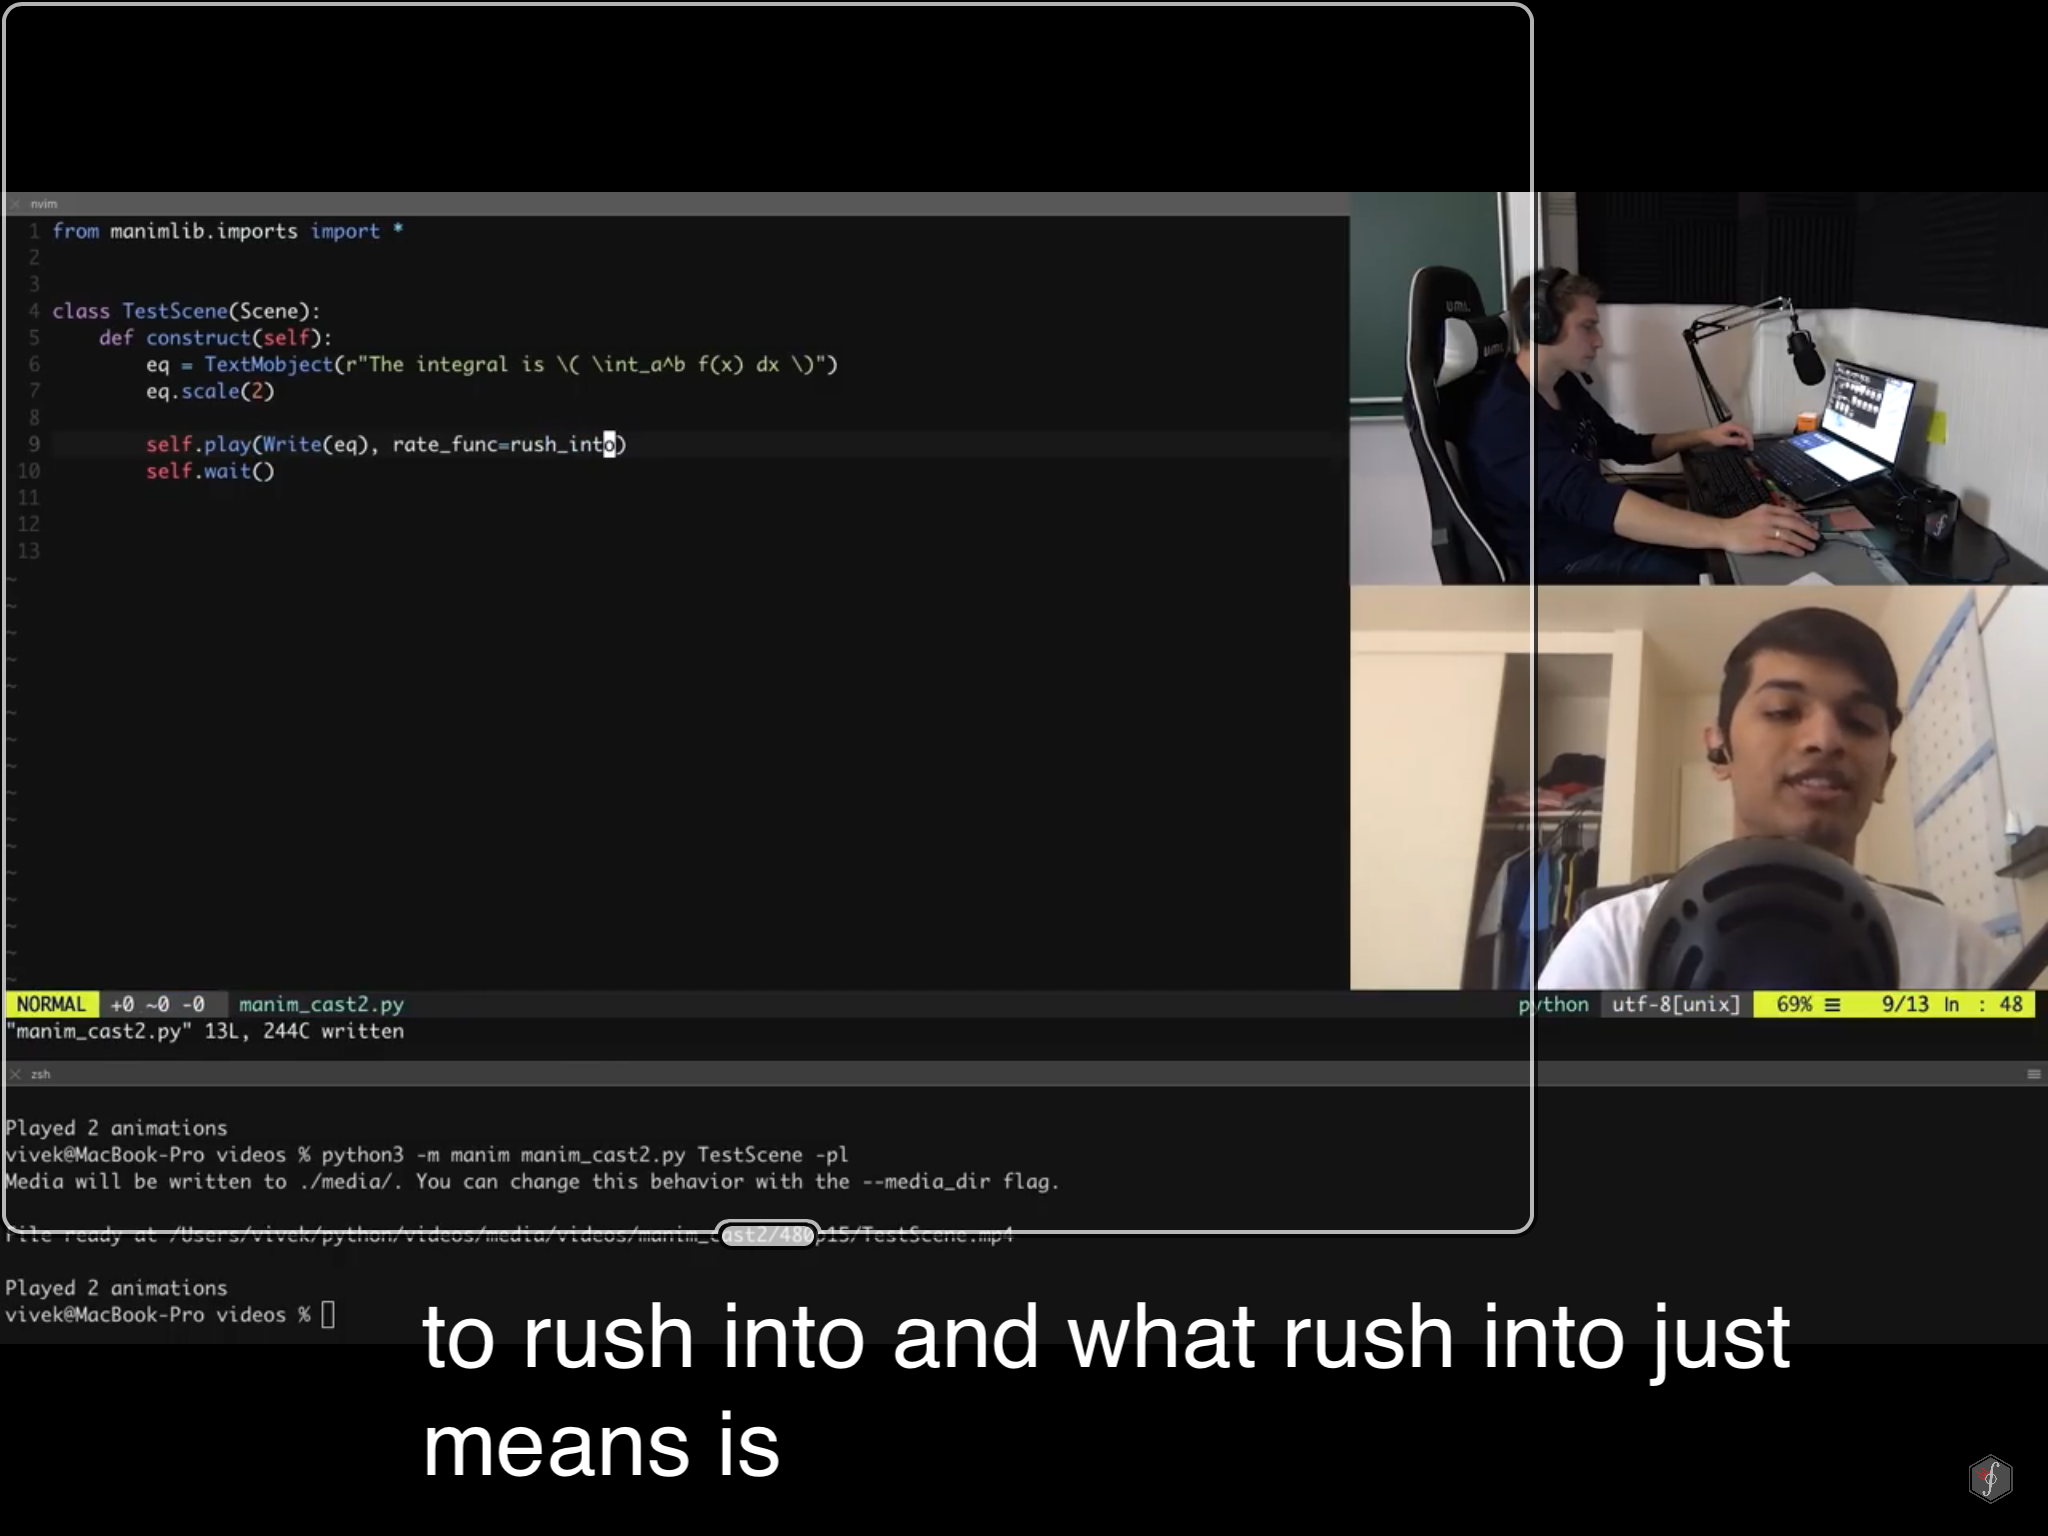 nvim
1 from manimlib.imports import *
2
3
4 class TestScene(Scene):
5     def construct(self):
6         eq = TextMobject(r"The integral is \( \int_a^b f(x) dx \)")
7         eq.scale(2)
8
9         self.play(Write(eq), rate_func=rush_into)
10         self.wait()
11
12
13
NORMAL +0 ~0 -0 manim_cast2.py python utf-8[unix] 69% ☰ 9/13 ln : 48
"manim_cast2.py" 13L, 244C written
zsh
Played 2 animations
vivek@MacBook-Pro videos % python3 -m manim manim_cast2.py TestScene -pl
Media will be written to ./media/. You can change this behavior with the --media_dir flag.
File ready at /Users/vivek/python/videos/media/videos/manim_cast2/480p15/TestScene.mp4
Played 2 animations
vivek@MacBook-Pro videos %
to rush into and what rush into just
means is